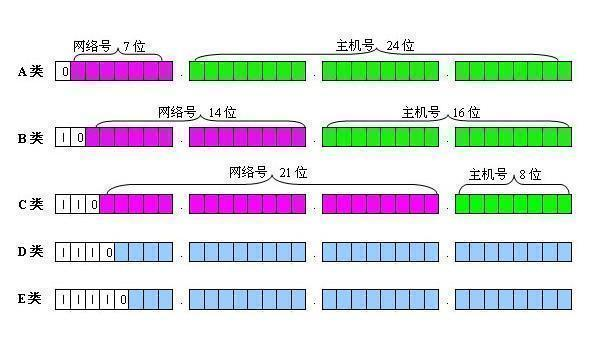 网络号 7 位 主机号 24 位
A 类 0 . . .
网络号 14 位 主机号 16 位
B 类 1 0 . . .
网络号 21 位 主机号 8 位
C 类 1 1 0 . . .
D 类 1 1 1 0 . . .
E 类 1 1 1 1 0 . . .